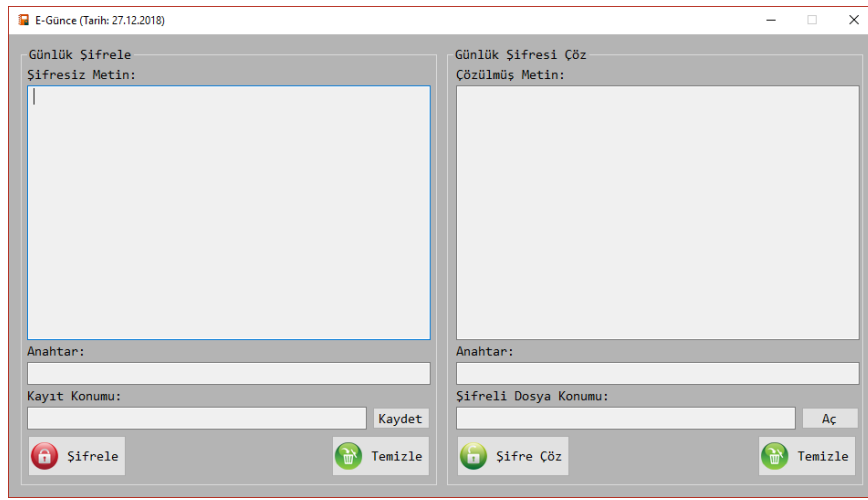 E-Günce (Tarih: 27.12.2018)
Günlük Şifrele
Şifresiz Metin:
Anahtar:
Kayıt Konumu:
Kaydet
Şifrele
Temizle
Günlük Şifresi Çöz
Çözülmüş Metin:
Anahtar:
Şifreli Dosya Konumu:
Aç
Şifre Çöz
Temizle